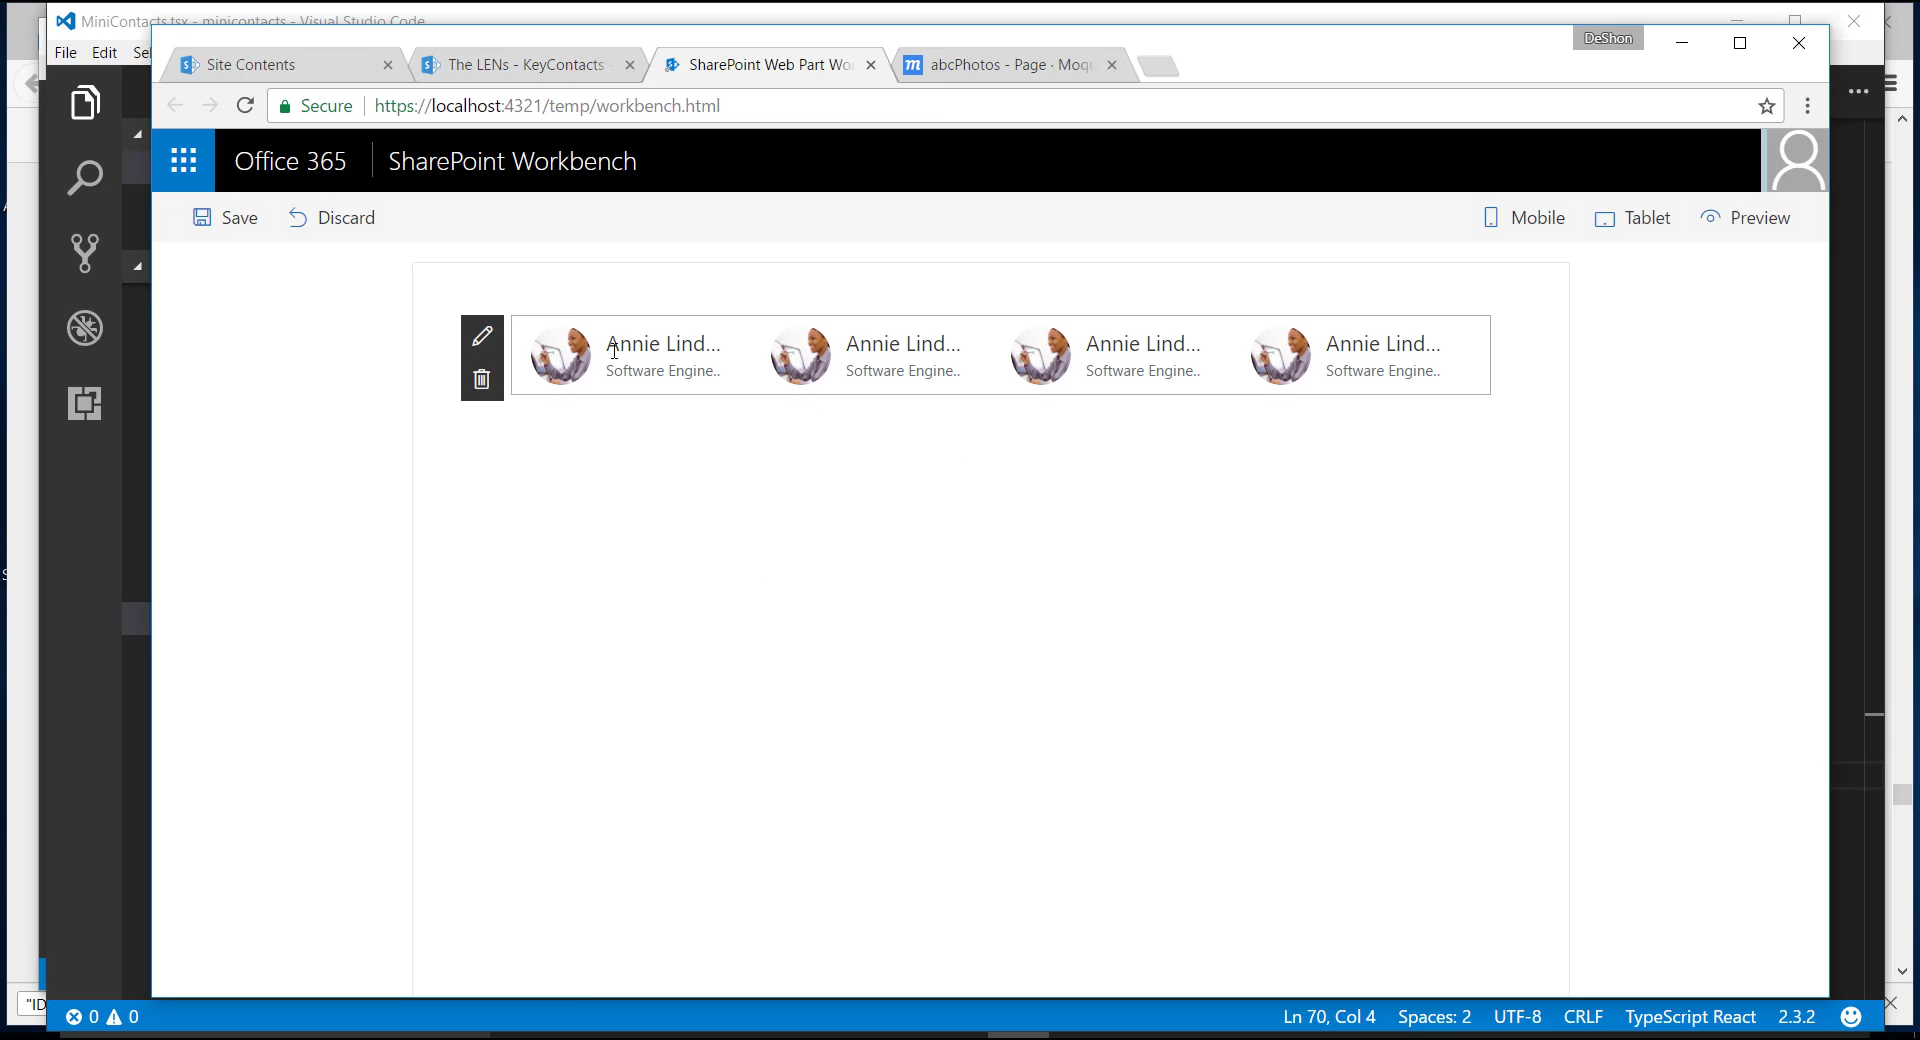 MiniContacts.tsx - minicontacts - Visual Studio Code
File Edit Sel
DeShon
Site Contents
The LENs - KeyContacts
SharePoint Web Part Wo
abcPhotos - Page · Moqu
Secure https://localhost:4321/temp/workbench.html
Office 365 SharePoint Workbench
Save Discard Mobile Tablet Preview
Annie Lind... Annie Lind... Annie Lind... Annie Lind...
Software Engine.. Software Engine.. Software Engine.. Software Engine..
"ID
0 0 Ln 70, Col 4 Spaces: 2 UTF-8 CRLF TypeScript React 2.3.2